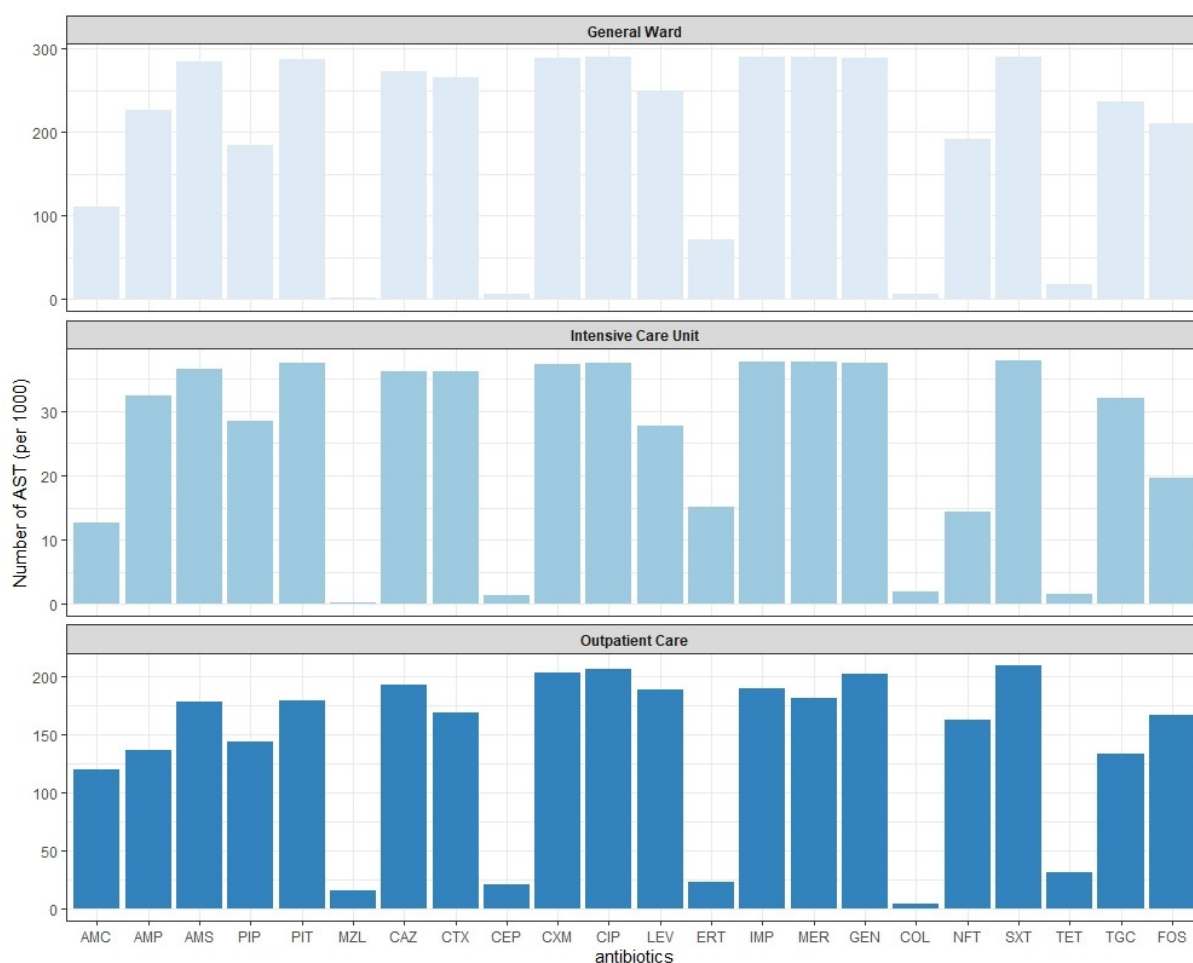 General Ward
300
200
100
0
Intensive Care Unit
30
20
10
0
Outpatient Care
200
150
100
50
0
Number of AST (per 1000)
AMC AMP AMS PIP PIT MZL CAZ CTX CEP CXM CIP LEV ERT IMP MER GEN COL NFT SXT TET TGC FOS
antibiotics